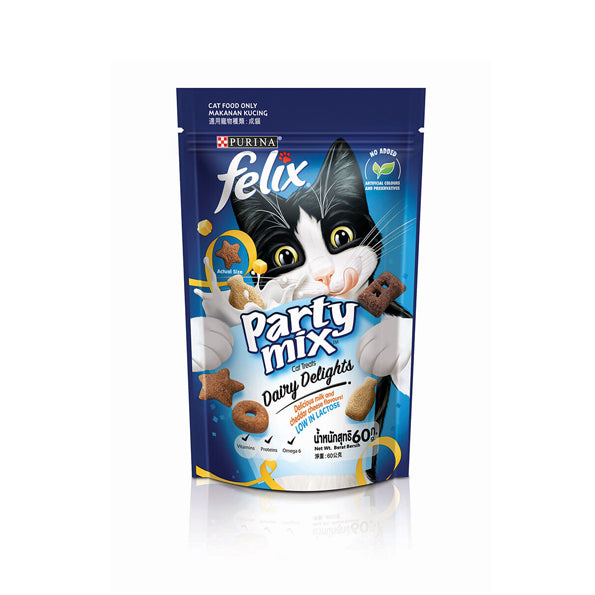 CAT FOOD ONLY
MAKANAN KUCING
適用寵物種類：成貓
PURINA®
felix®
NO ADDED
ARTIFICIAL COLOURS
AND PRESERVATIVES
Actual Size
Party
mix™
Cat Treats
Dairy Delights
Delicious milk and
cheddar cheese flavours!
LOW IN LACTOSE
Vitamins
Proteins
Omega 6
น้ำหนักสุทธิ 60 ก.
Net Wt. Berat Bersih
淨重：60公克